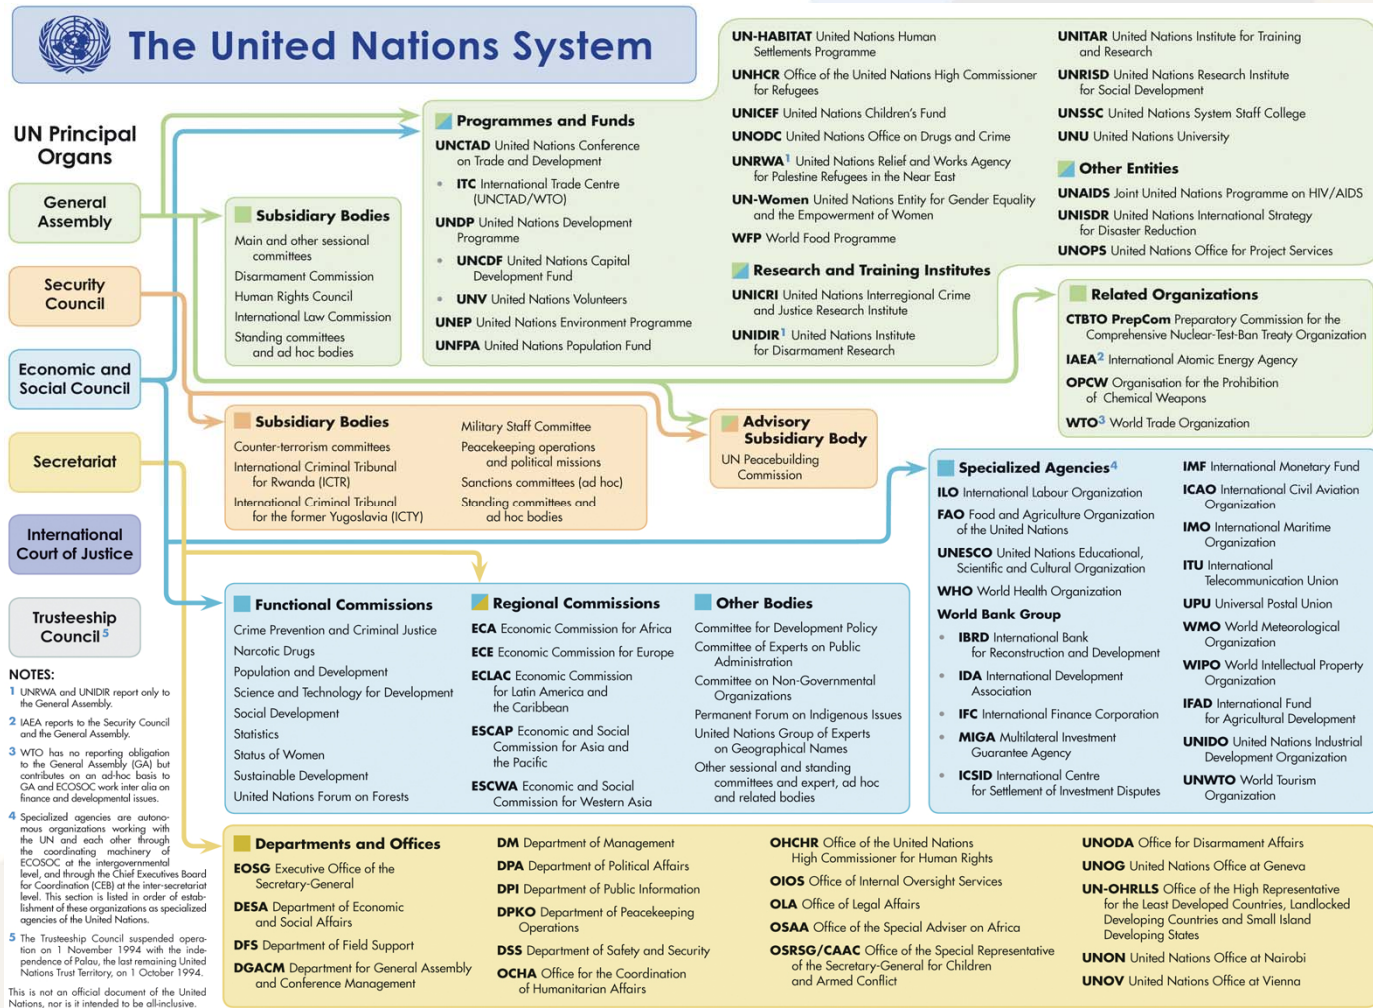 The United Nations System
UN Principal
Organs
General
Assembly
Security
Council
Economic and
Social Council
Secretariat
International
Court of Justice
Trusteeship
Council 5
NOTES:
1 UNRWA and UNIDIR report only to
the General Assembly.
2 IAEA reports to the Security Council
and the General Assembly.
3 WTO has no reporting obligation
to the General Assembly (GA) but
contributes on an ad-hoc basis to
GA and ECOSOC work inter alia on
finance and developmental issues.
4 Specialized agencies are autono-
mous organizations working with
the UN and each other through
the coordinating machinery of
ECOSOC at the intergovernmental
level, and through the Chief Executives Board
for Coordination (CEB) at the inter-secretariat
level. This section is listed in order of estab-
lishment of these organizations as specialized
agencies of the United Nations.
5 The Trusteeship Council suspended opera-
tion on 1 November 1994 with the inde-
pendence of Palau, the last remaining United
Nations Trust Territory, on 1 October 1994.
This is not an official document of the United
Nations, nor is it intended to be all-inclusive.
Subsidiary Bodies
Main and other sessional
committees
Disarmament Commission
Human Rights Council
International Law Commission
Standing committees
and ad hoc bodies
Programmes and Funds
UNCTAD United Nations Conference
on Trade and Development
• ITC International Trade Centre
(UNCTAD/WTO)
UNDP United Nations Development
Programme
• UNCDF United Nations Capital
Development Fund
• UNV United Nations Volunteers
UNEP United Nations Environment Programme
UNFPA United Nations Population Fund
UN-HABITAT United Nations Human
Settlements Programme
UNHCR Office of the United Nations High Commissioner
for Refugees
UNICEF United Nations Children's Fund
UNODC United Nations Office on Drugs and Crime
UNRWA1 United Nations Relief and Works Agency
for Palestine Refugees in the Near East
UN-Women United Nations Entity for Gender Equality
and the Empowerment of Women
WFP World Food Programme
Research and Training Institutes
UNICRI United Nations Interregional Crime
and Justice Research Institute
UNIDIR1 United Nations Institute
for Disarmament Research
UNITAR United Nations Institute for Training
and Research
UNRISD United Nations Research Institute
for Social Development
UNSSC United Nations System Staff College
UNU United Nations University
Other Entities
UNAIDS Joint United Nations Programme on HIV/AIDS
UNISDR United Nations International Strategy
for Disaster Reduction
UNOPS United Nations Office for Project Services
Related Organizations
CTBTO PrepCom Preparatory Commission for the
Comprehensive Nuclear-Test-Ban Treaty Organization
IAEA2 International Atomic Energy Agency
OPCW Organisation for the Prohibition
of Chemical Weapons
WTO3 World Trade Organization
Subsidiary Bodies
Counter-terrorism committees
International Criminal Tribunal
for Rwanda (ICTR)
International Criminal Tribunal
for the former Yugoslavia (ICTY)
Military Staff Committee
Peacekeeping operations
and political missions
Sanctions committees (ad hoc)
Standing committees and
ad hoc bodies
Advisory
Subsidiary Body
UN Peacebuilding
Commission
Specialized Agencies4
ILO International Labour Organization
FAO Food and Agriculture Organization
of the United Nations
UNESCO United Nations Educational,
Scientific and Cultural Organization
WHO World Health Organization
World Bank Group
• IBRD International Bank
for Reconstruction and Development
• IDA International Development
Association
• IFC International Finance Corporation
• MIGA Multilateral Investment
Guarantee Agency
• ICSID International Centre
for Settlement of Investment Disputes
IMF International Monetary Fund
ICAO International Civil Aviation
Organization
IMO International Maritime
Organization
ITU International
Telecommunication Union
UPU Universal Postal Union
WMO World Meteorological
Organization
WIPO World Intellectual Property
Organization
IFAD International Fund
for Agricultural Development
UNIDO United Nations Industrial
Development Organization
UNWTO World Tourism
Organization
Functional Commissions
Crime Prevention and Criminal Justice
Narcotic Drugs
Population and Development
Science and Technology for Development
Social Development
Statistics
Status of Women
Sustainable Development
United Nations Forum on Forests
Regional Commissions
ECA Economic Commission for Africa
ECE Economic Commission for Europe
ECLAC Economic Commission
for Latin America and
the Caribbean
ESCAP Economic and Social
Commission for Asia and
the Pacific
ESCWA Economic and Social
Commission for Western Asia
Other Bodies
Committee for Development Policy
Committee of Experts on Public
Administration
Committee on Non-Governmental
Organizations
Permanent Forum on Indigenous Issues
United Nations Group of Experts
on Geographical Names
Other sessional and standing
committees and expert, ad hoc
and related bodies
Departments and Offices
EOSG Executive Office of the
Secretary-General
DESA Department of Economic
and Social Affairs
DFS Department of Field Support
DGACM Department for General Assembly
and Conference Management
DM Department of Management
DPA Department of Political Affairs
DPI Department of Public Information
DPKO Department of Peacekeeping
Operations
DSS Department of Safety and Security
OCHA Office for the Coordination
of Humanitarian Affairs
OHCHR Office of the United Nations
High Commissioner for Human Rights
OIOS Office of Internal Oversight Services
OLA Office of Legal Affairs
OSAA Office of the Special Adviser on Africa
OSRSG/CAAC Office of the Special Representative
of the Secretary-General for Children
and Armed Conflict
UNODA Office for Disarmament Affairs
UNOG United Nations Office at Geneva
UN-OHRLLS Office of the High Representative
for the Least Developed Countries, Landlocked
Developing Countries and Small Island
Developing States
UNON United Nations Office at Nairobi
UNOV United Nations Office at Vienna